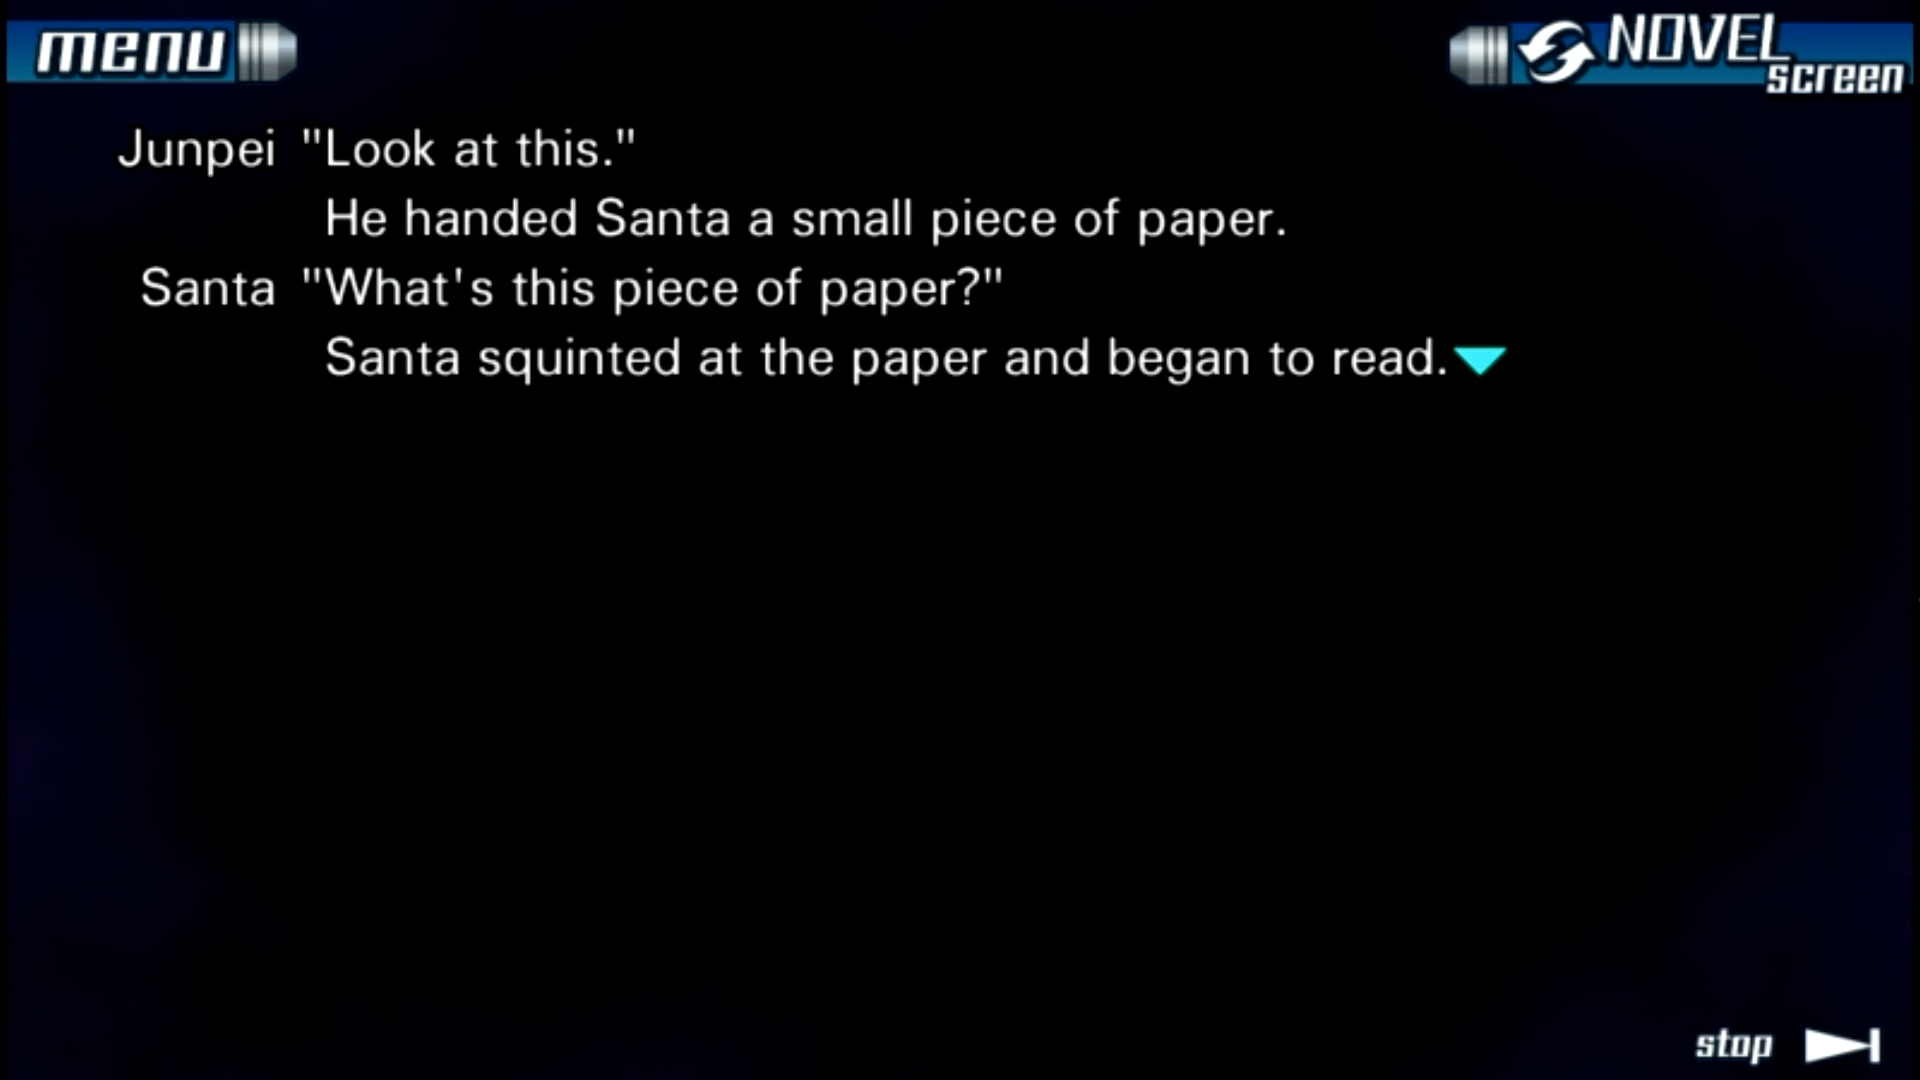 menu
NOVEL
screen
Junpei "Look at this."
He handed Santa a small piece of paper.
Santa "What's this piece of paper?"
Santa squinted at the paper and began to read.
stop